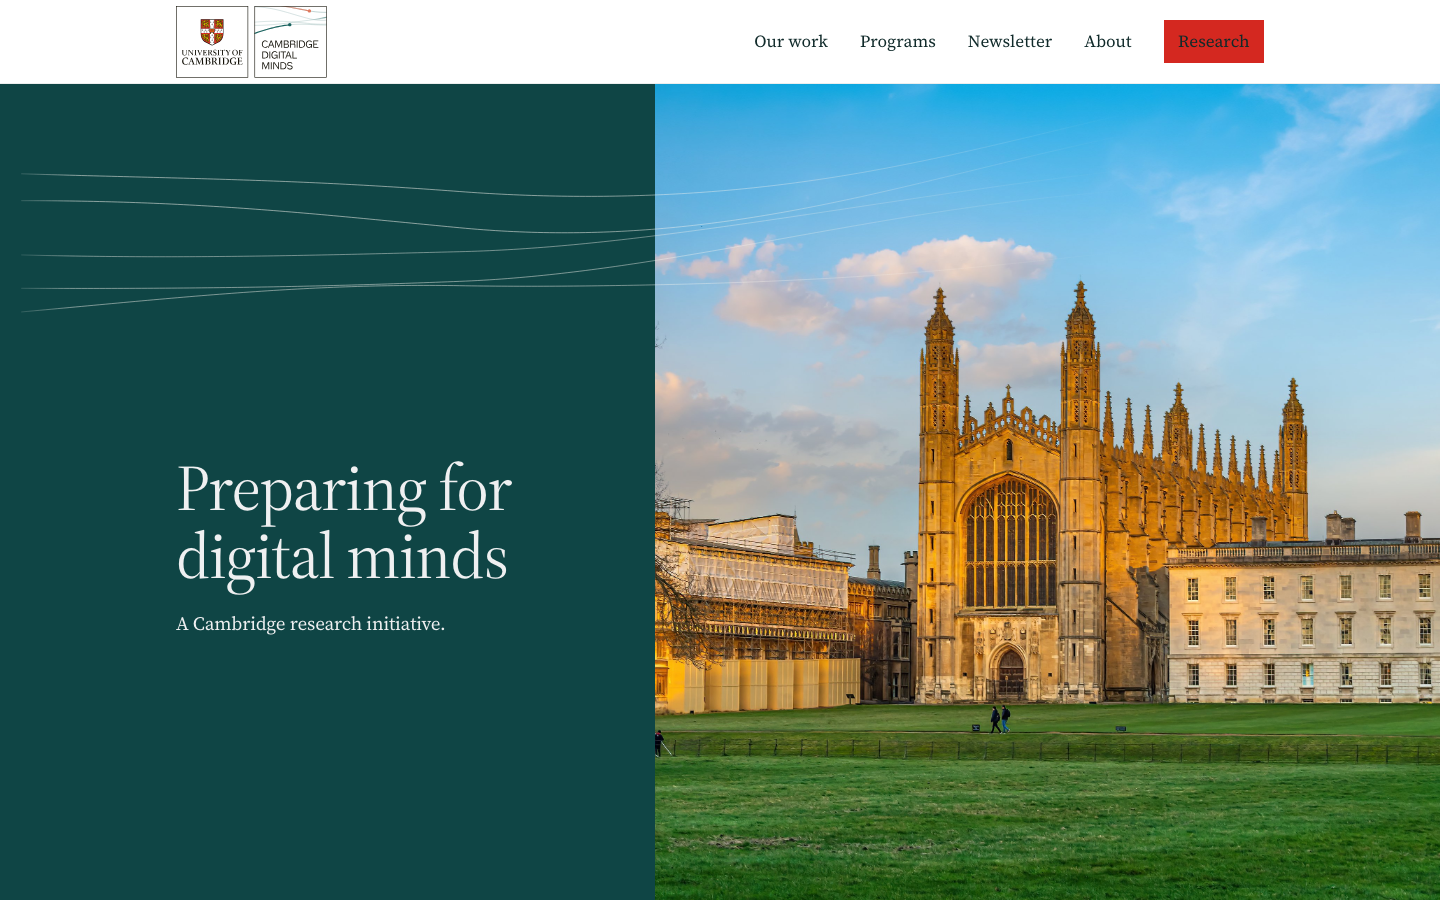 UNIVERSITY OF
CAMBRIDGE
CAMBRIDGE
DIGITAL
MINDS
Our work
Programs
Newsletter
About
Research
Preparing for
digital minds
A Cambridge research initiative.